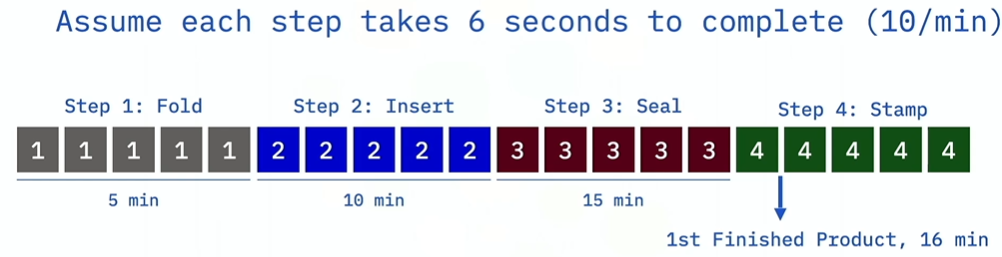 Assume each step takes 6 seconds to complete (10/min)
Step 1: Fold Step 2: Insert Step 3: Seal Step 4: Stamp
1 1 1 1 1 2 2 2 2 2 3 3 3 3 3 4 4 4 4 4
5 min 10 min 15 min
1st Finished Product, 16 min